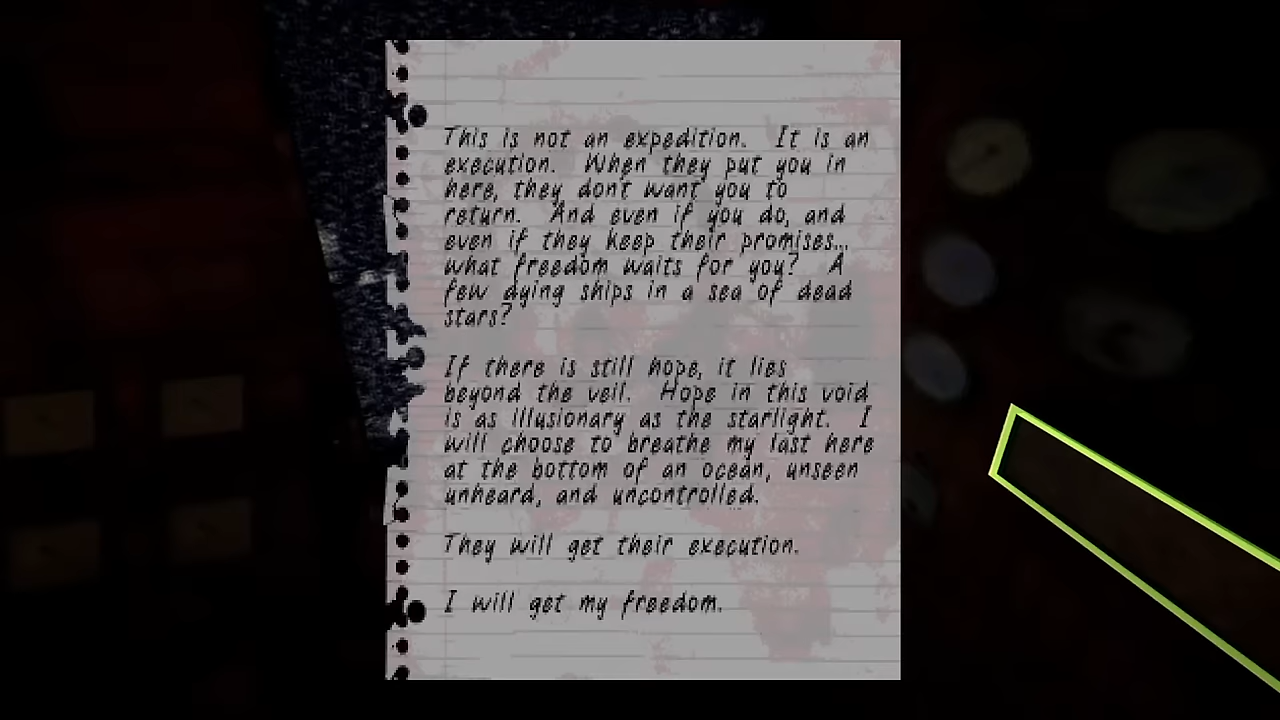 This is not an expedition.  It is an
execution.  When they put you in
here, they don't want you to
return.  And even if you do, and
even if they keep their promises...
what freedom waits for you?  A
few dying ships in a sea of dead
stars?
If there is still hope, it lies
beyond the veil.  Hope in this void
is as illusionary as the starlight.  I
will choose to breathe my last here
at the bottom of an ocean, unseen
unheard, and uncontrolled.
They will get their execution.
I will get my freedom.